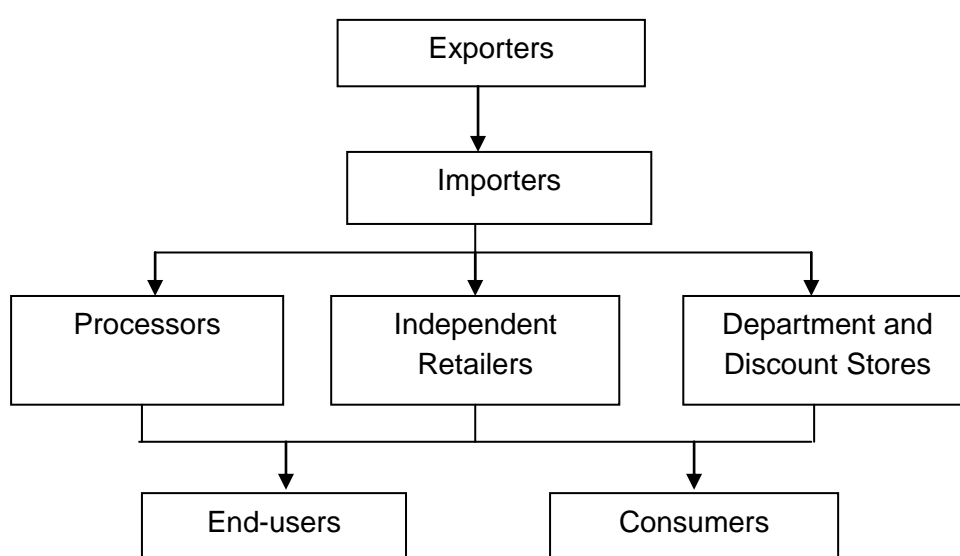 Exporters
Importers
Processors
Independent
Retailers
Department and
Discount Stores
End-users
Consumers